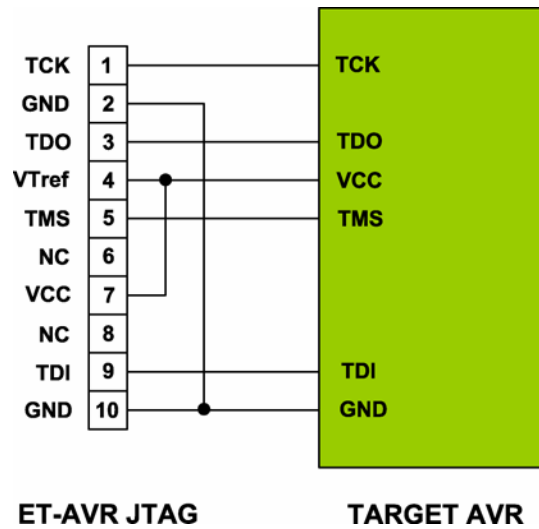 TCK 1 TCK
GND 2
TDO 3 TDO
VTref 4 VCC
TMS 5 TMS
NC 6
VCC 7
NC 8
TDI 9 TDI
GND 10 GND
ET-AVR JTAG TARGET AVR